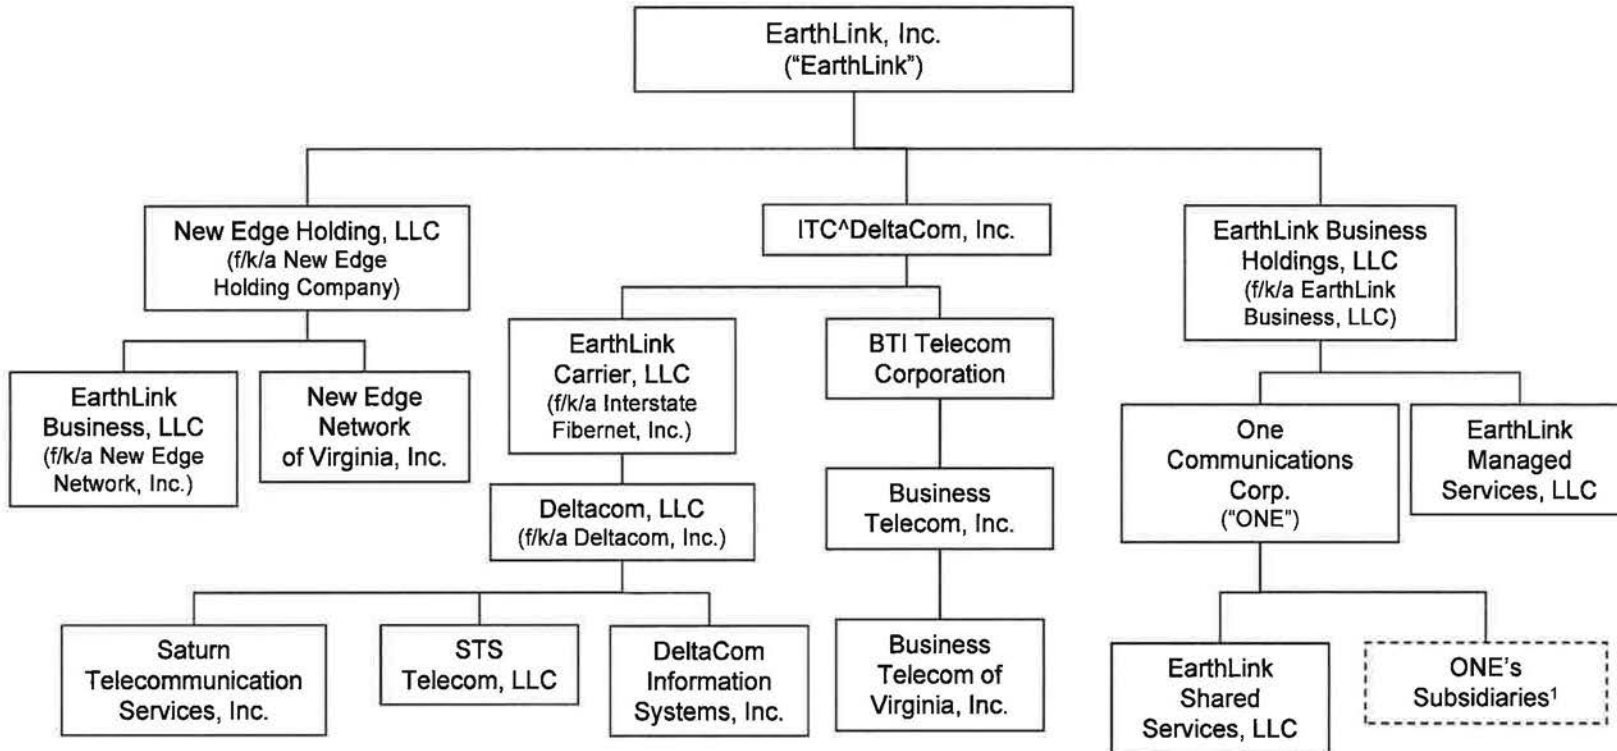 EarthLink, Inc.
(“EarthLink”)
New Edge Holding, LLC
(f/k/a New Edge
Holding Company)
ITC^DeltaCom, Inc.
EarthLink Business
Holdings, LLC
(f/k/a EarthLink
Business, LLC)
EarthLink
Business, LLC
(f/k/a New Edge
Network, Inc.)
New Edge
Network
of Virginia, Inc.
EarthLink
Carrier, LLC
(f/k/a Interstate
Fibernet, Inc.)
BTI Telecom
Corporation
One
Communications
Corp.
(“ONE”)
EarthLink
Managed
Services, LLC
Deltacom, LLC
(f/k/a Deltacom, Inc.)
Business
Telecom, Inc.
Saturn
Telecommunication
Services, Inc.
STS
Telecom, LLC
DeltaCom
Information
Systems, Inc.
Business
Telecom of
Virginia, Inc.
EarthLink
Shared
Services, LLC
ONE’s
Subsidiaries¹